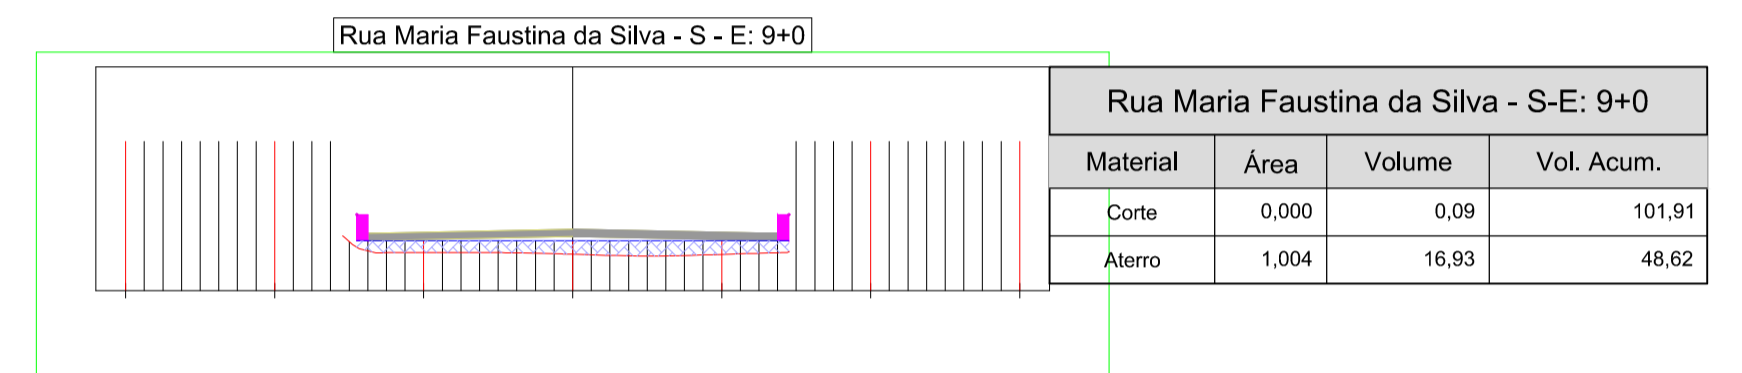 Rua Maria Faustina da Silva - S - E: 9+0
Rua Maria Faustina da Silva - S-E: 9+0
Material Área Volume Vol. Acum.
Corte 0,000 0,09 101,91
Aterro 1,004 16,93 48,62